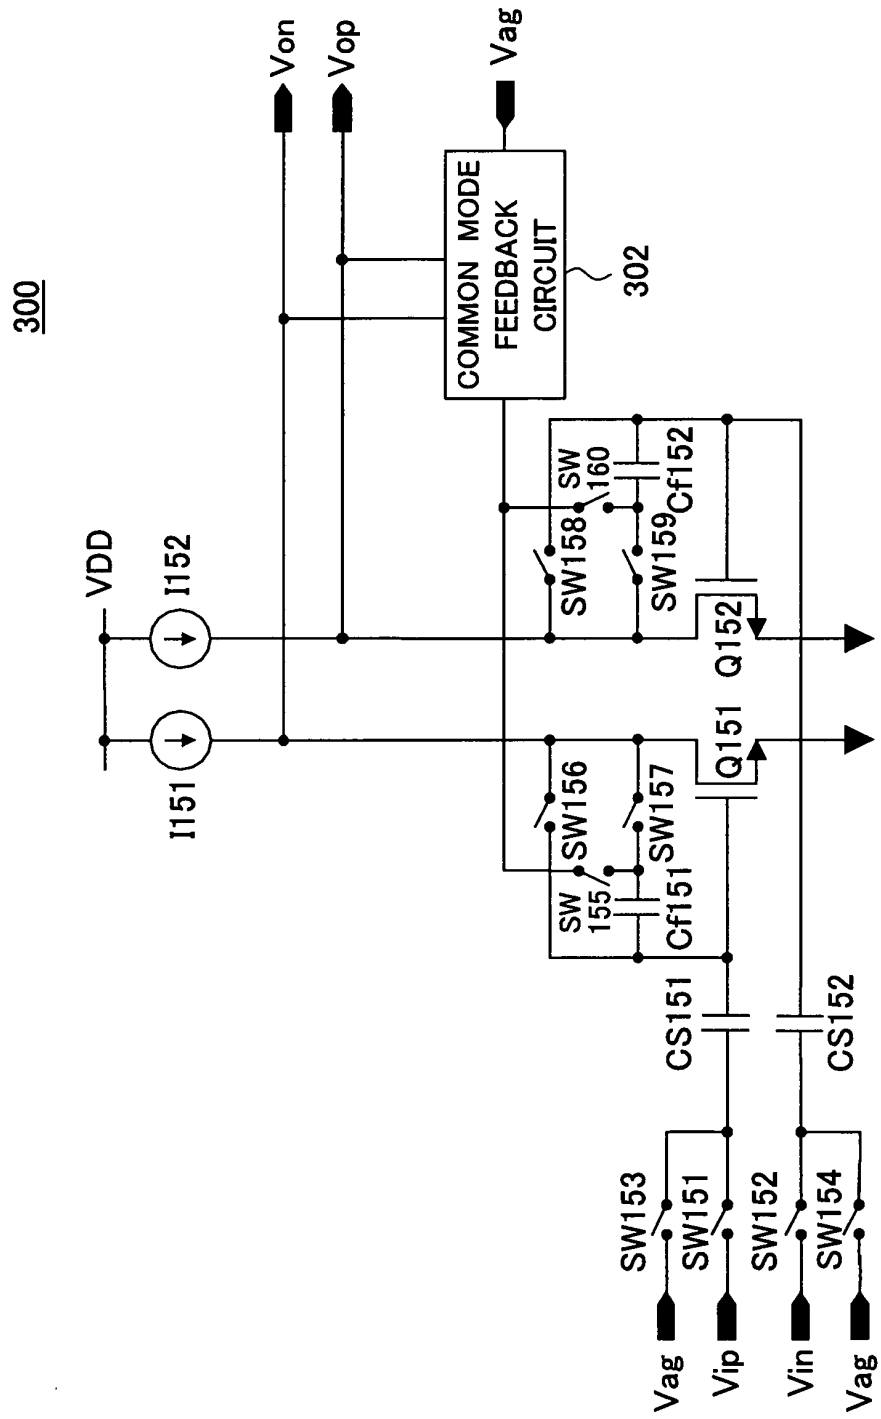 300
VDD
I151
I152
Von
Vop
Vag
COMMON MODE
FEEDBACK
CIRCUIT
302
SW156
SW
155
SW157
Cf151
SW158
SW
160
SW159
Cf152
Q151
Q152
CS151
CS152
SW153
SW151
SW152
SW154
Vag
Vip
Vin
Vag